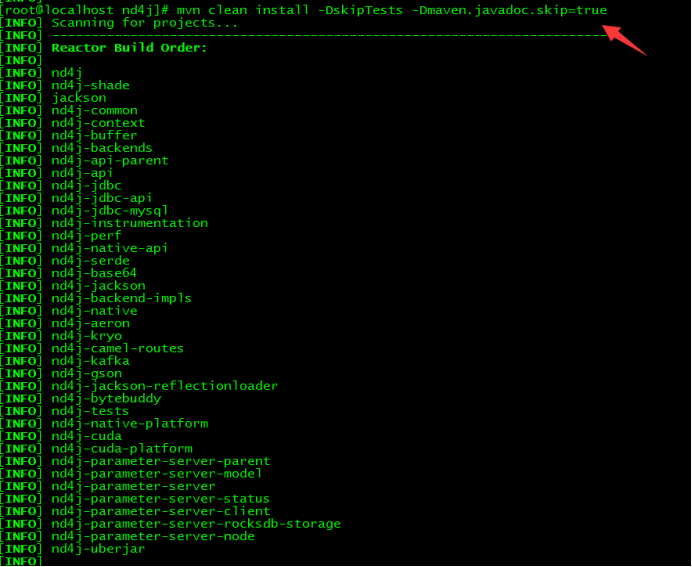 [root@localhost nd4j]# mvn clean install -DskipTests -Dmaven.javadoc.skip=true
[INFO] Scanning for projects...
[INFO] ------------------------------------------------------------------------
[INFO] Reactor Build Order:
[INFO]
[INFO] nd4j
[INFO] nd4j-shade
[INFO] jackson
[INFO] nd4j-common
[INFO] nd4j-context
[INFO] nd4j-buffer
[INFO] nd4j-backends
[INFO] nd4j-api-parent
[INFO] nd4j-api
[INFO] nd4j-jdbc
[INFO] nd4j-jdbc-api
[INFO] nd4j-jdbc-mysql
[INFO] nd4j-instrumentation
[INFO] nd4j-perf
[INFO] nd4j-native-api
[INFO] nd4j-serde
[INFO] nd4j-base64
[INFO] nd4j-jackson
[INFO] nd4j-backend-impls
[INFO] nd4j-native
[INFO] nd4j-aeron
[INFO] nd4j-kryo
[INFO] nd4j-camel-routes
[INFO] nd4j-kafka
[INFO] nd4j-gson
[INFO] nd4j-jackson-reflectionloader
[INFO] nd4j-bytebuddy
[INFO] nd4j-tests
[INFO] nd4j-native-platform
[INFO] nd4j-cuda
[INFO] nd4j-cuda-platform
[INFO] nd4j-parameter-server-parent
[INFO] nd4j-parameter-server-model
[INFO] nd4j-parameter-server
[INFO] nd4j-parameter-server-status
[INFO] nd4j-parameter-server-client
[INFO] nd4j-parameter-server-rocksdb-storage
[INFO] nd4j-parameter-server-node
[INFO] nd4j-uberjar
[INFO]